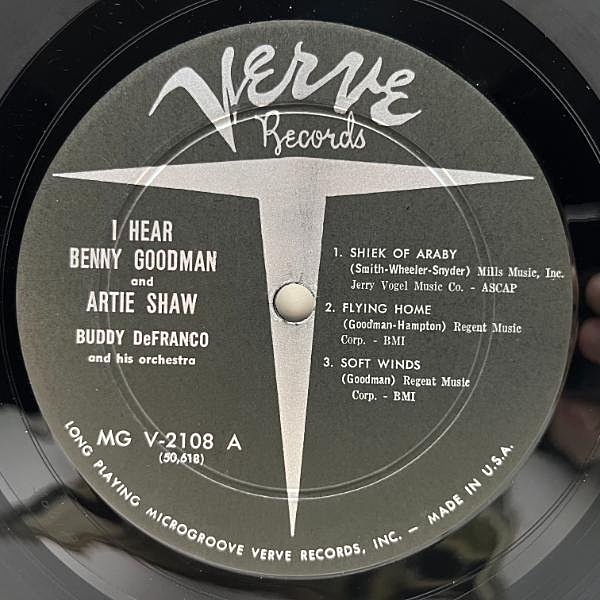 Verve
Records
I HEAR
BENNY GOODMAN
and
ARTIE SHAW
BUDDY DeFRANCO
and his orchestra
1. SHIEK OF ARABY
(Smith-Wheeler-Snyder) Mills Music, Inc.
Jerry Vogel Music Co. - ASCAP
2. FLYING HOME
(Goodman-Hampton) Regent Music
Corp. - BMI
3. SOFT WINDS
(Goodman) Regent Music
Corp. - BMI
MG V-2108 A
(50,618)
LONG PLAYING MICROGROOVE VERVE RECORDS, INC. — MADE IN U.S.A.